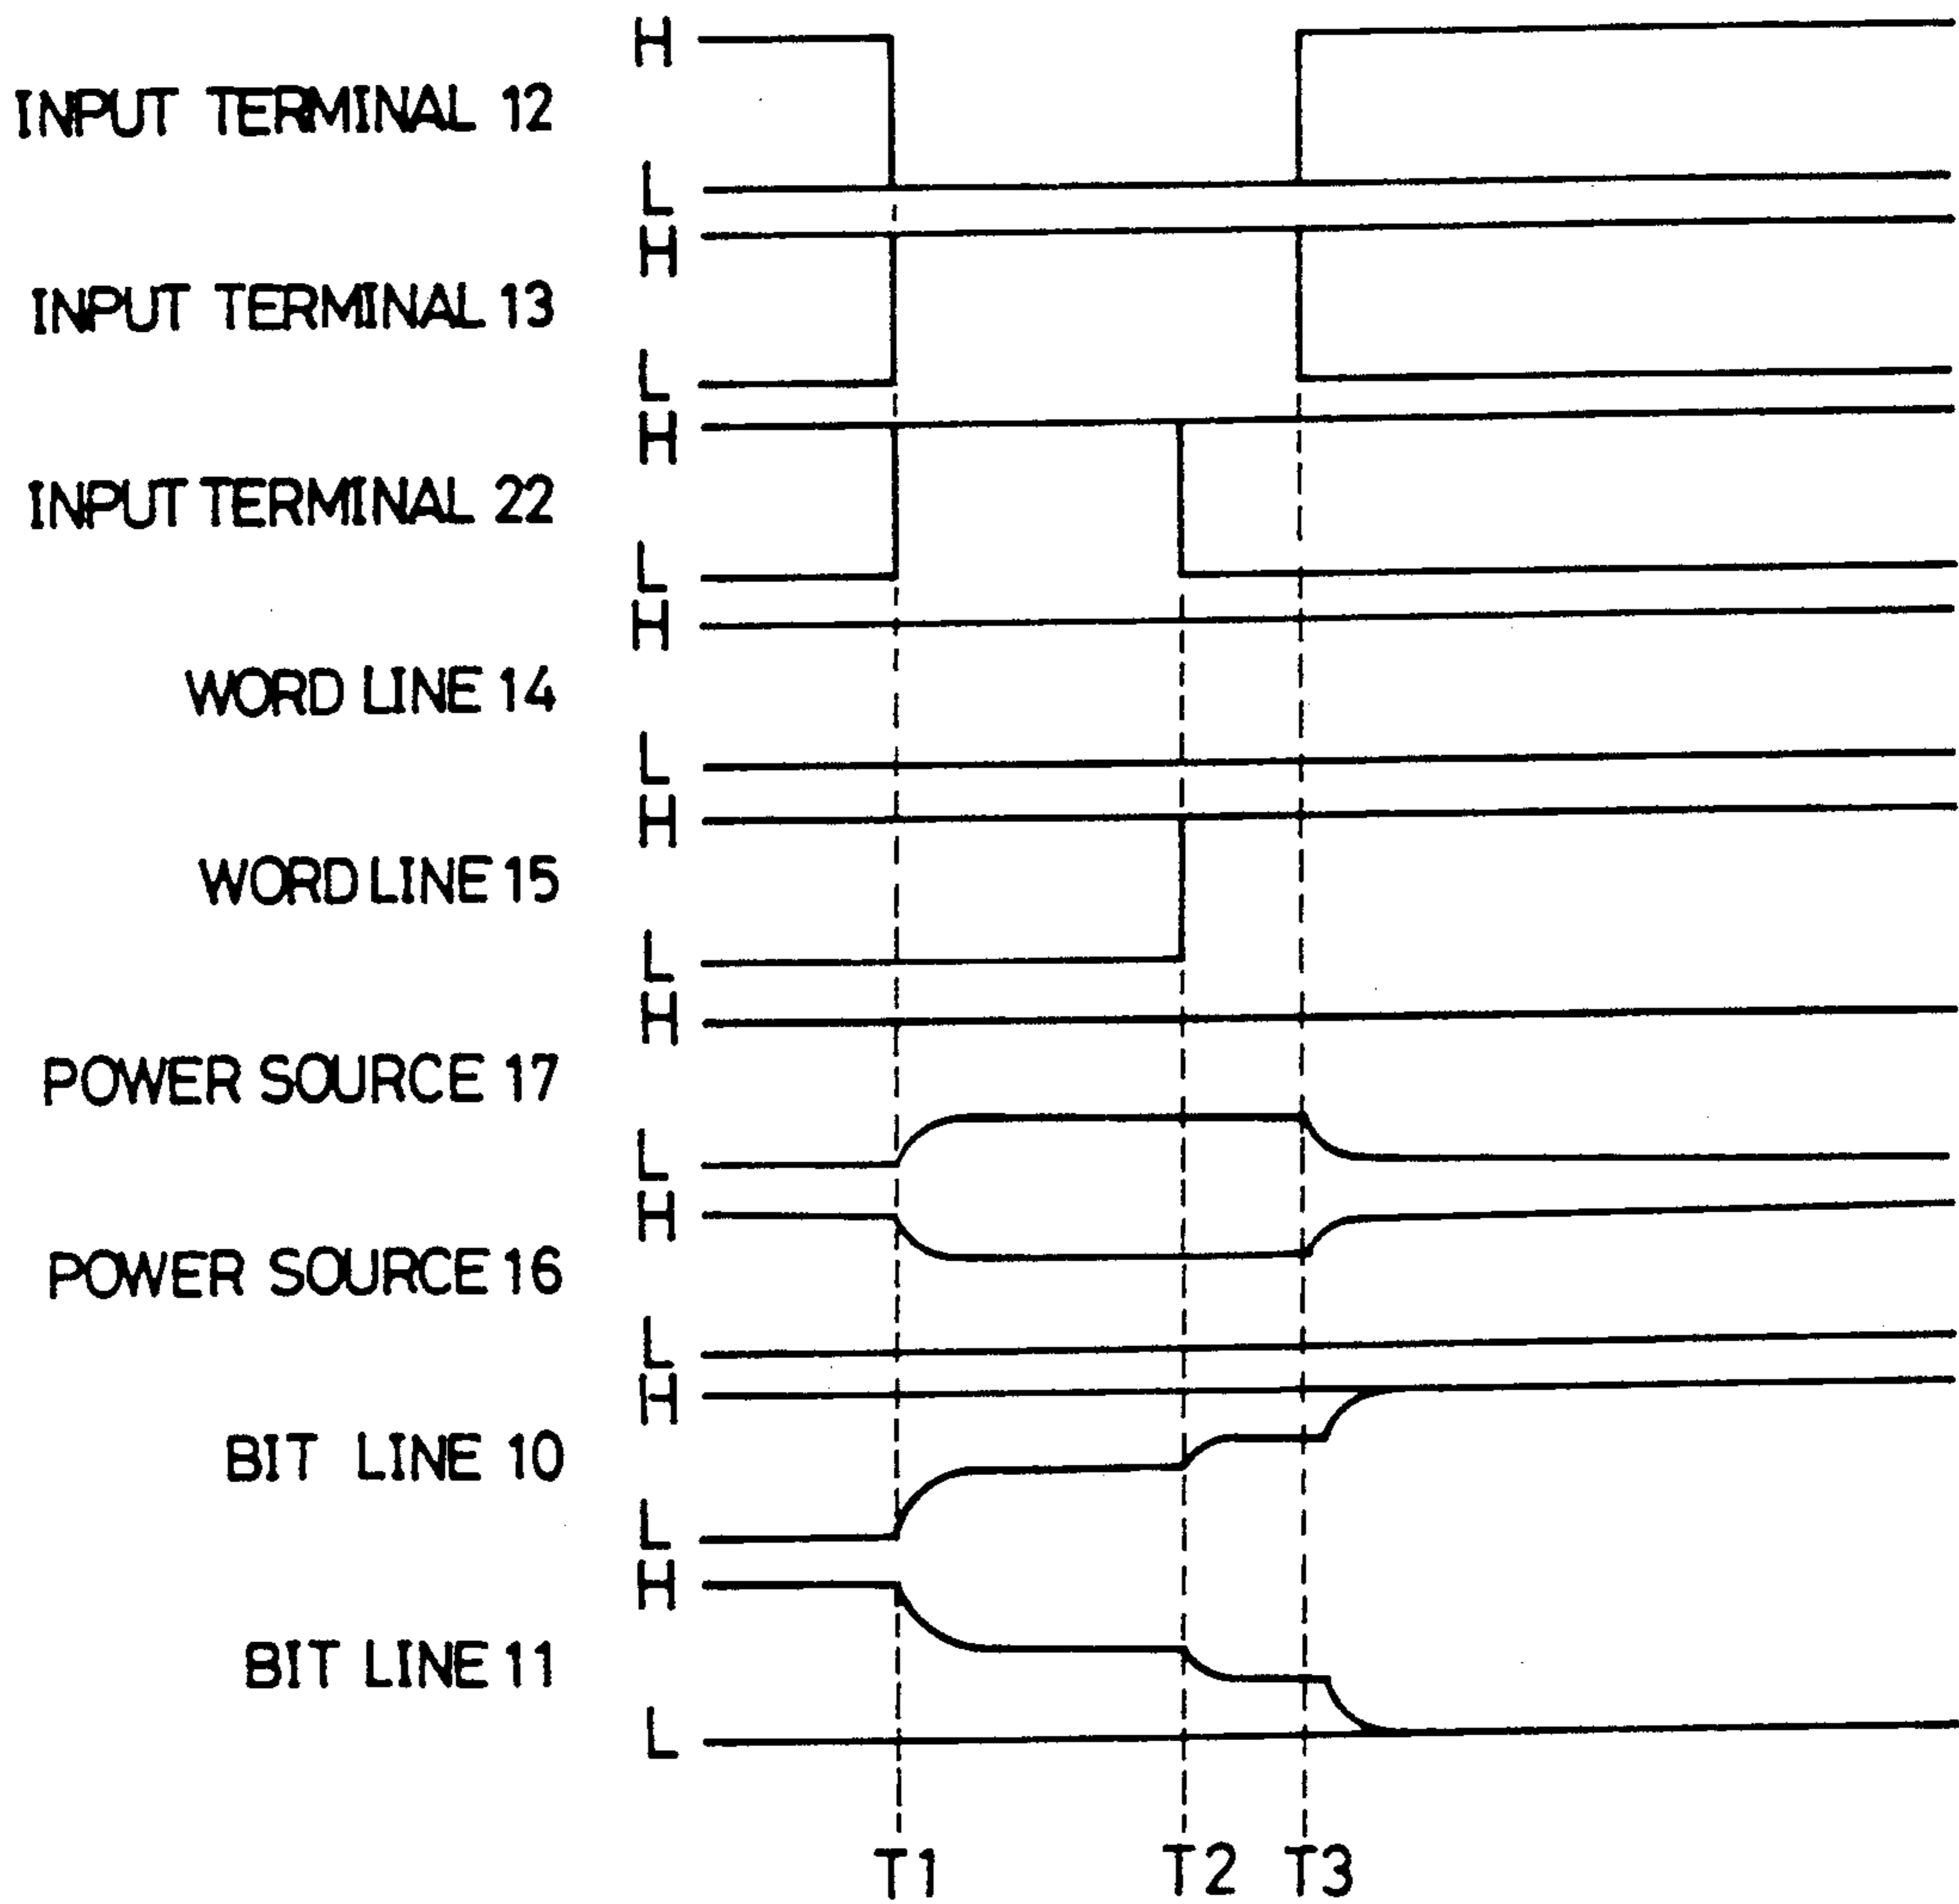 H
INPUT TERMINAL 12
L
H
INPUT TERMINAL 13
L
H
INPUT TERMINAL 22
L
H
WORD LINE 14
L
H
WORD LINE 15
L
H
POWER SOURCE 17
L
H
POWER SOURCE 16
L
H
BIT LINE 10
L
H
BIT LINE 11
L
T1 T2 T3